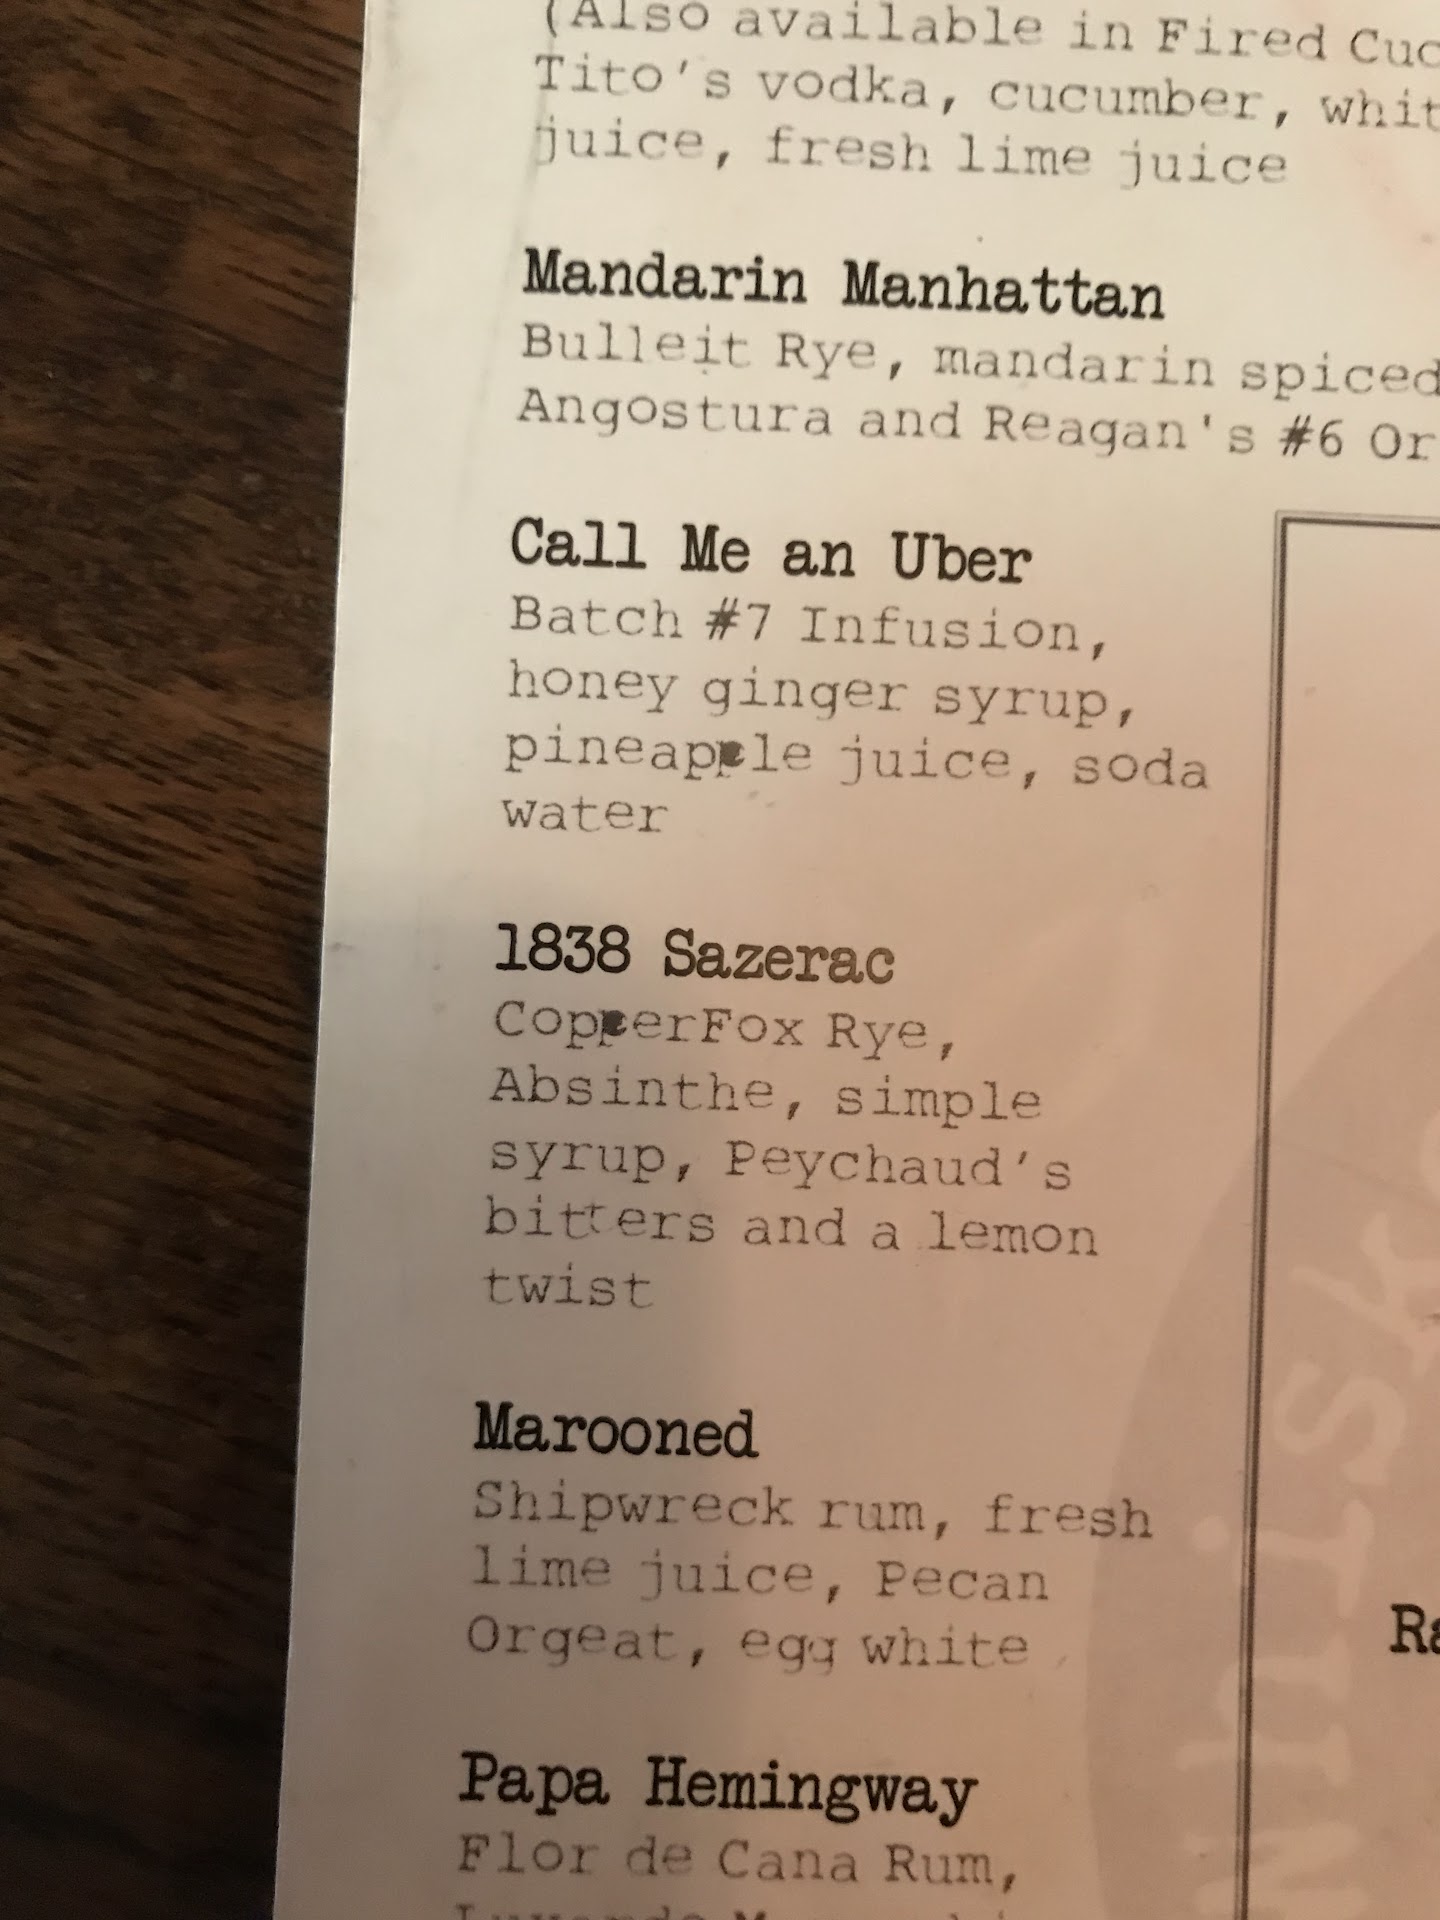 (Also available in Fired
Tito's vodka, cucumber,
juice, fresh lime juice
Mandarin Manhattan
Bulleit Rye, mandarin spiced
Angostura and Reagan's #6
Call Me an Uber
Batch #7 Infusion,
honey ginger syrup,
pineapple juice, soda
water
1838 Sazerac
CopperFox Rye,
Absinthe, simple
syrup, Peychaud's
bitters and a lemon
twist
Marooned
Shipwreck rum, fresh
lime juice, Pecan
Orgeat, egg white
Papa Hemingway
Flor de Cana Rum,